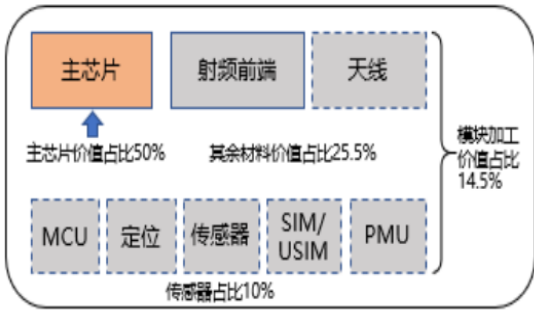 主芯片
射频前端
天线
主芯片价值占比50%
其余材料价值占比25.5%
模块加工
价值占比
14.5%
MCU
定位
传感器
SIM/
USIM
PMU
传感器占比10%